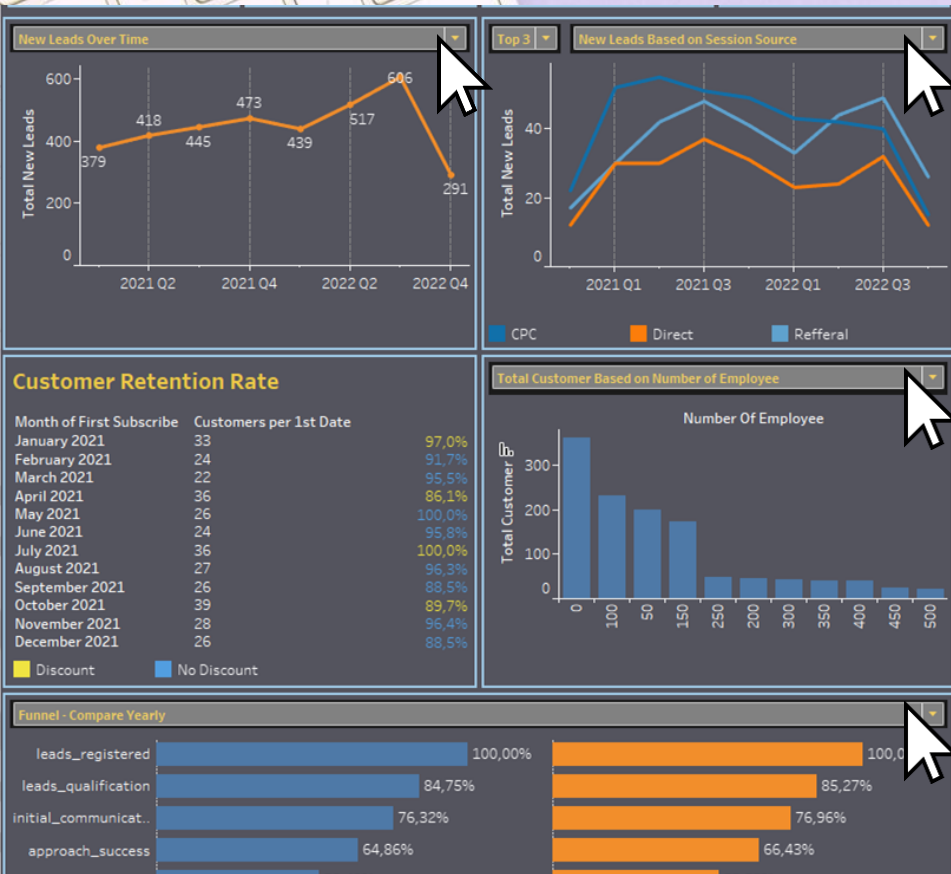 New Leads Over Time
600
400
200
0
Total New Leads
379
418
445
473
439
517
606
291
2021 Q2
2021 Q4
2022 Q2
2022 Q4
Top 3
New Leads Based on Session Source
40
20
0
Total New Leads
2021 Q1
2021 Q3
2022 Q1
2022 Q3
CPC
Direct
Refferal
Customer Retention Rate
Month of First Subscribe Customers per 1st Date
January 2021 33 97,0%
February 2021 24 91,7%
March 2021 22 95,5%
April 2021 36 86,1%
May 2021 26 100,0%
June 2021 24 95,8%
July 2021 36 100,0%
August 2021 27 96,3%
September 2021 26 88,5%
October 2021 39 89,7%
November 2021 28 96,4%
December 2021 26 88,5%
Discount
No Discount
Total Customer Based on Number of Employee
Number Of Employee
300
200
100
0
Total Customer
0
100
50
150
250
200
300
350
400
450
500
Funnel - Compare Yearly
leads_registered 100,00% 100,0
leads_qualification 84,75% 85,27%
initial_communicat.. 76,32% 76,96%
approach_success 64,86% 66,43%